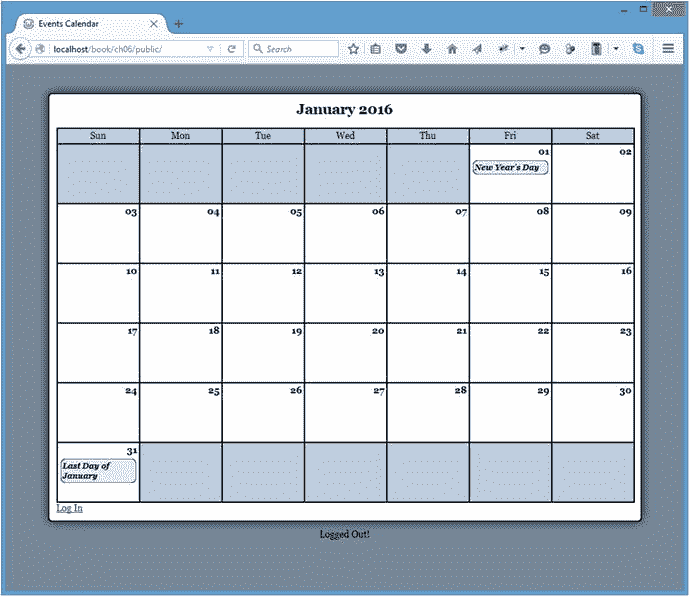 Events Calendar
localhost/book/ch06/public/
Search
January 2016
Sun Mon Tue Wed Thu Fri Sat
01 02
New Year's Day
03 04 05 06 07 08 09
10 11 12 13 14 15 16
17 18 19 20 21 22 23
24 25 26 27 28 29 30
31
Last Day of
January
Log In
Logged Out!